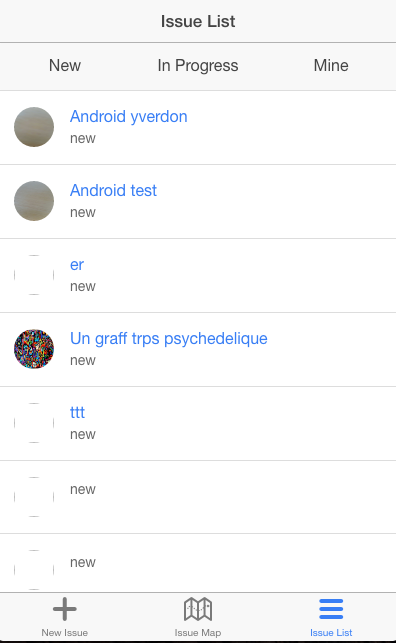 Issue List
New In Progress Mine
Android yverdon
new
Android test
new
er
new
Un graff trps psychedelique
new
ttt
new
new
new
New Issue Issue Map Issue List